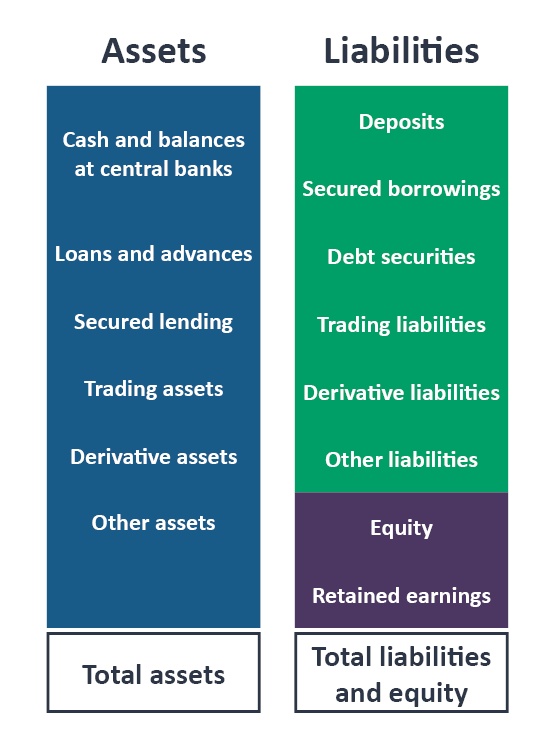 Assets
Cash and balances
at central banks
Loans and advances
Secured lending
Trading assets
Derivative assets
Other assets
Total assets
Liabilities
Deposits
Secured borrowings
Debt securities
Trading liabilities
Derivative liabilities
Other liabilities
Equity
Retained earnings
Total liabilities
and equity